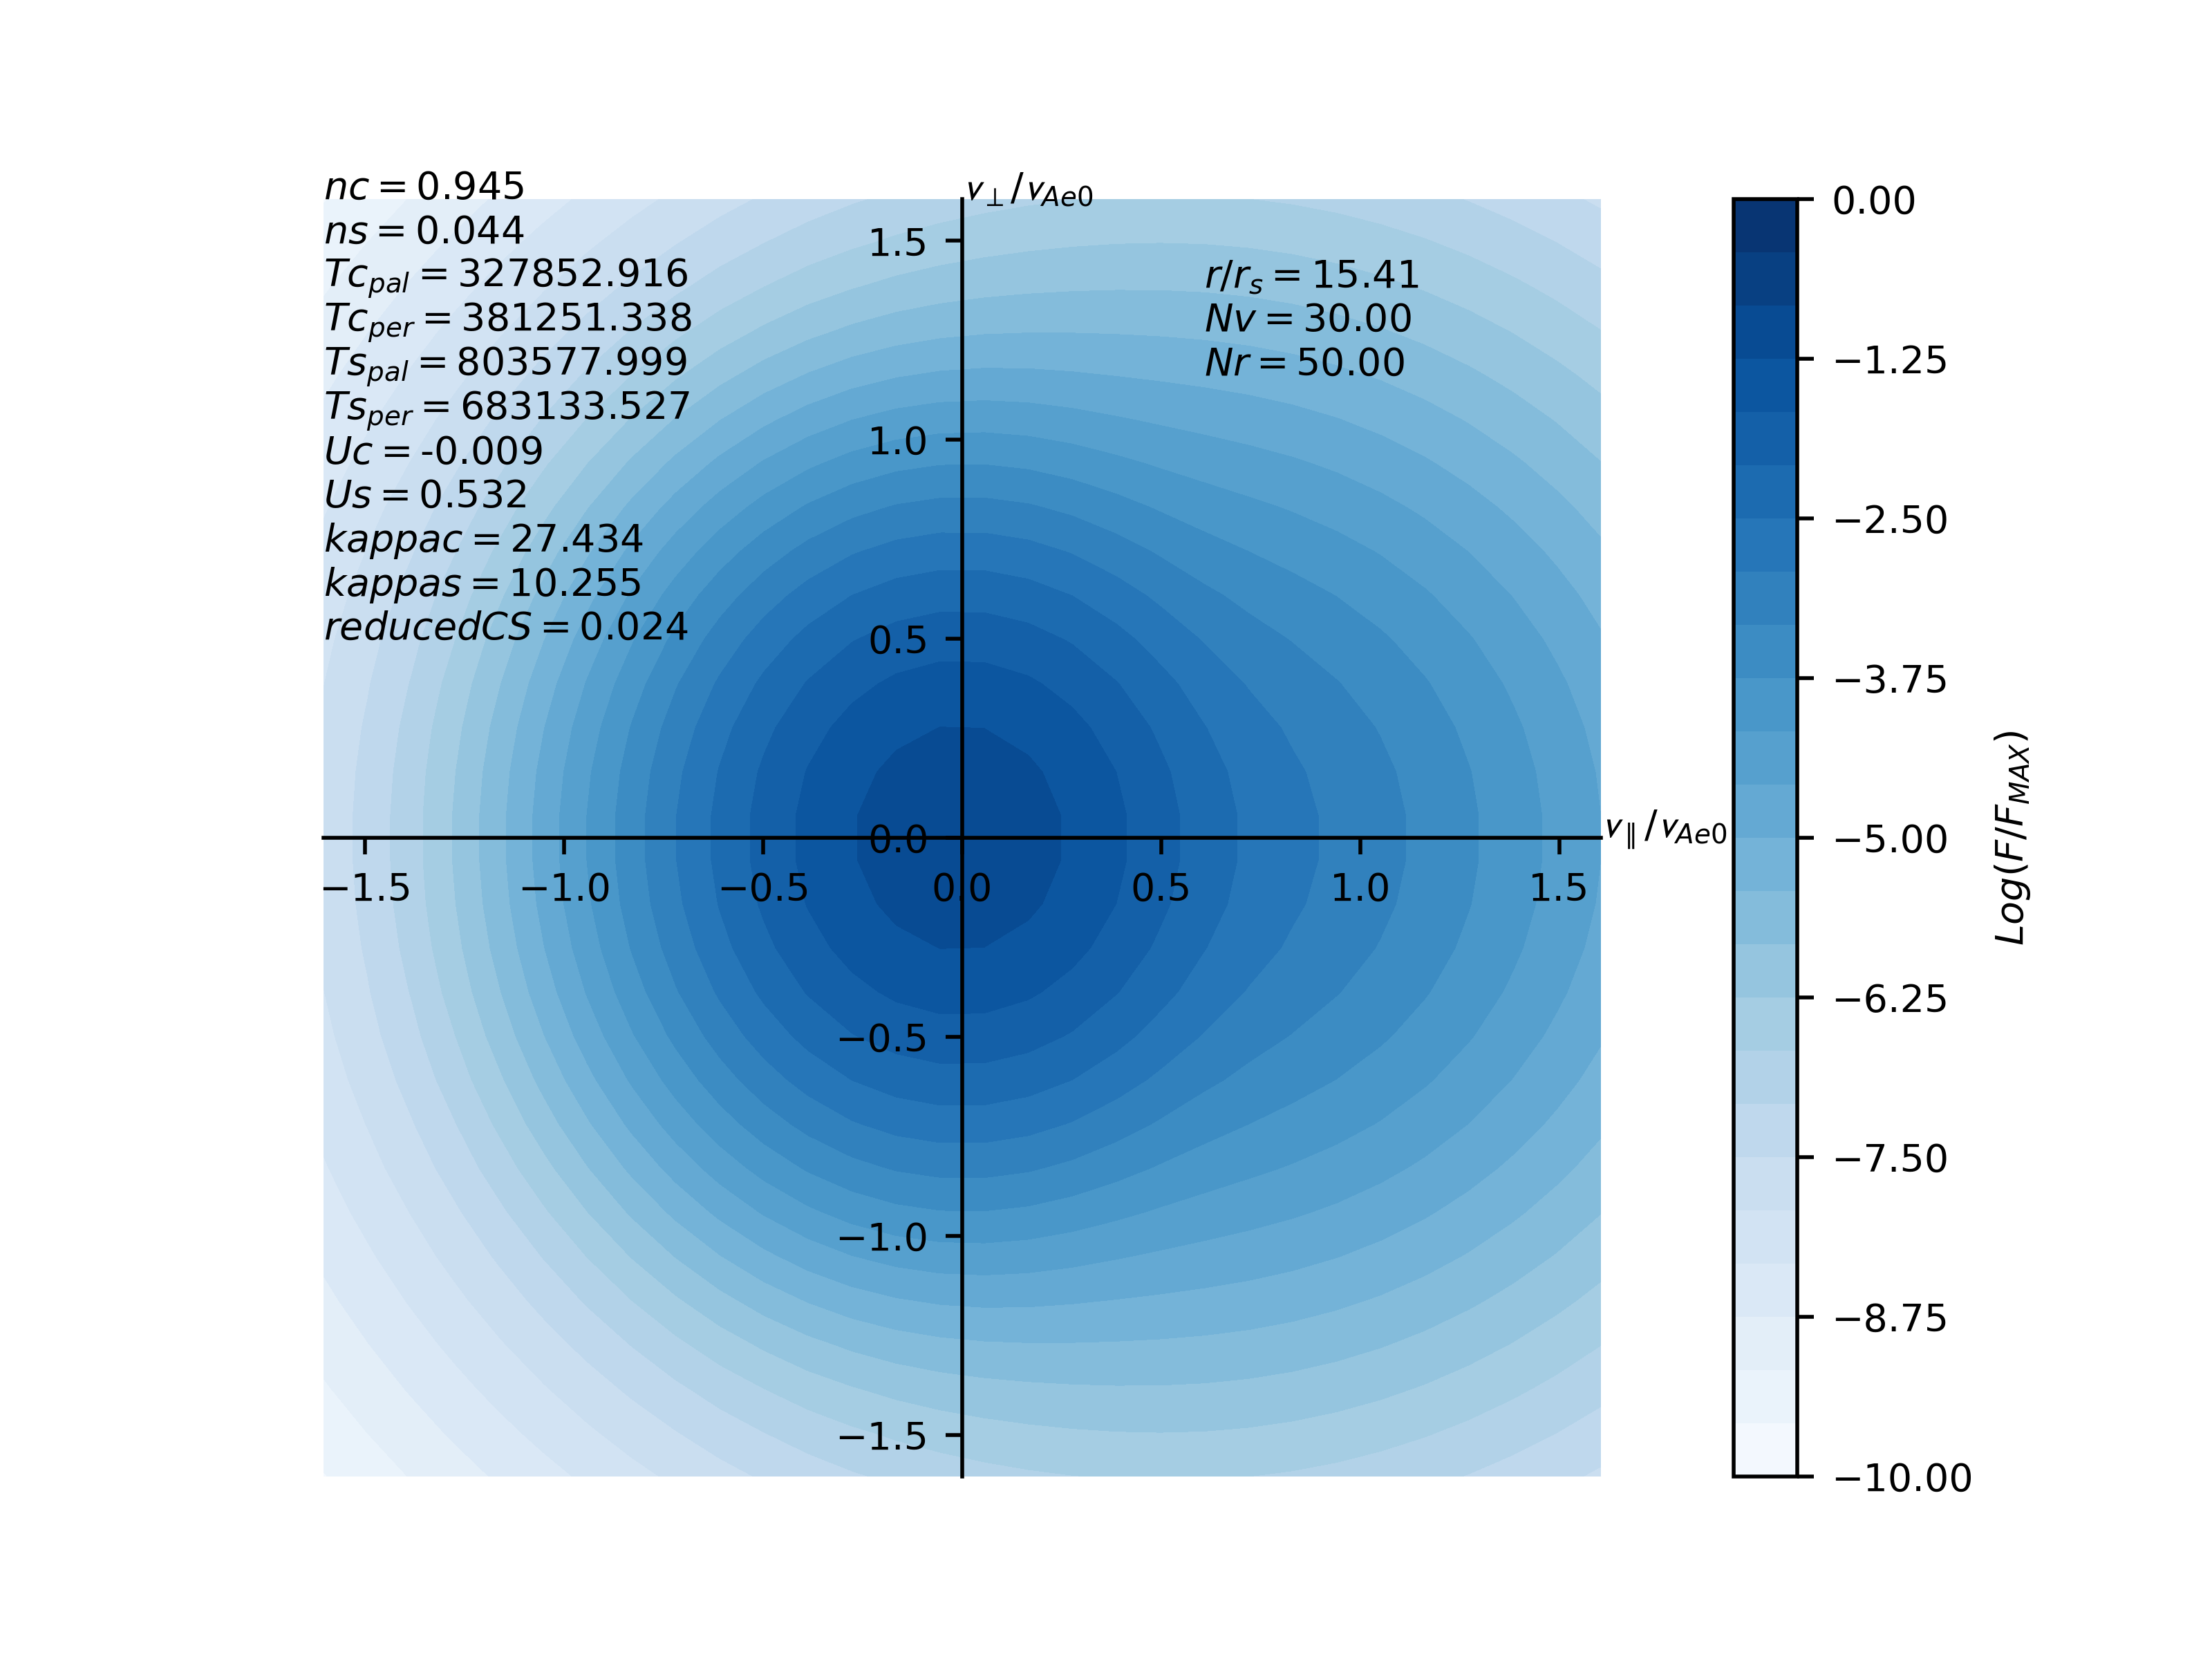 nc = 0.945
ns = 0.044
Tc_pal = 327852.916
Tc_per = 381251.338
Ts_pal = 803577.999
Ts_per = 683133.527
Uc = -0.009
Us = 0.532
kappac = 27.434
kappas = 10.255
reducedCS = 0.024
v⊥/v_Ae0
r/r_s = 15.41
Nv = 30.00
Nr = 50.00
1.5
1.0
0.5
0.0
−0.5
−1.0
−1.5
−1.5 −1.0 −0.5 0.0 0.5 1.0 1.5
v∥/v_Ae0
0.00
−1.25
−2.50
−3.75
−5.00
−6.25
−7.50
−8.75
−10.00
Log(F/F_MAX)